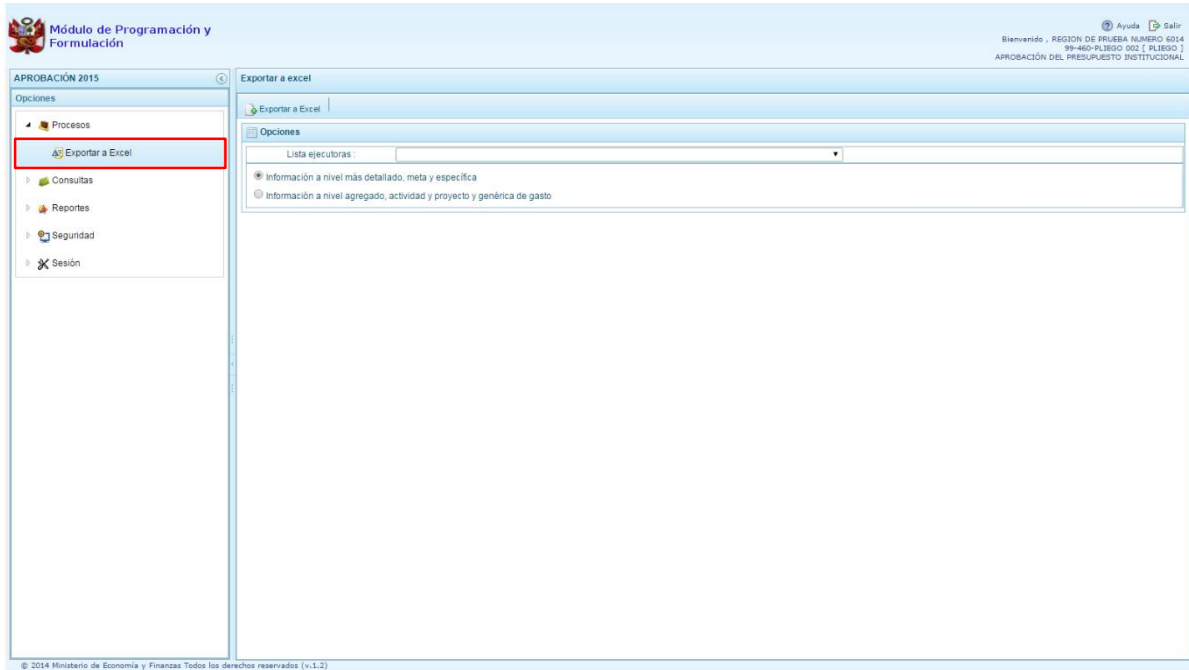 Módulo de Programación y
Formulación
Ayuda Salir
Bienvenido , REGION DE PRUEBA NUMERO 6014
99-460-PLIEGO 002 [ PLIEGO ]
APROBACIÓN DEL PRESUPUESTO INSTITUCIONAL
APROBACIÓN 2015
Opciones
Procesos
Exportar a Excel
Consultas
Reportes
Seguridad
Sesión
Exportar a excel
Exportar a Excel
Opciones
Lista ejecutoras :
Información a nivel más detallado, meta y específica
Información a nivel agregado, actividad y proyecto y genérica de gasto
© 2014 Ministerio de Economía y Finanzas Todos los derechos reservados (v.1.2)